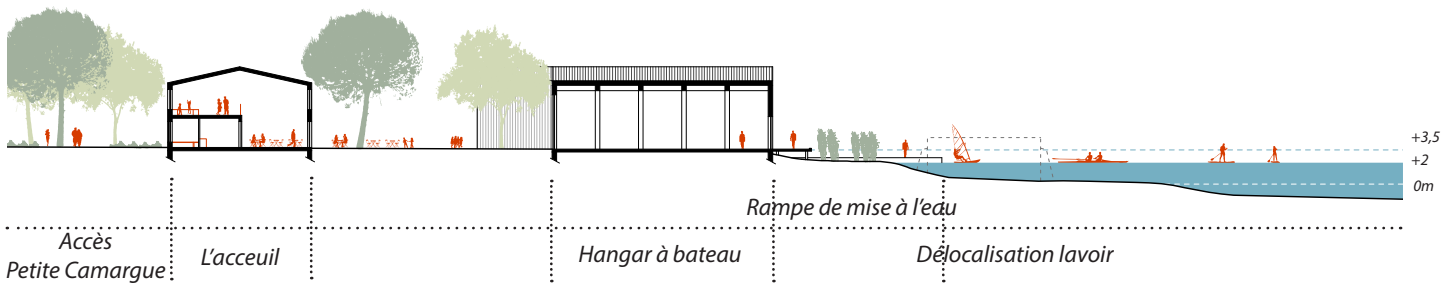 +3,5
+2
0m
Rampe de mise à l'eau
Accès
Petite Camargue
L'acceuil
Hangar à bateau
Délocalisation lavoir